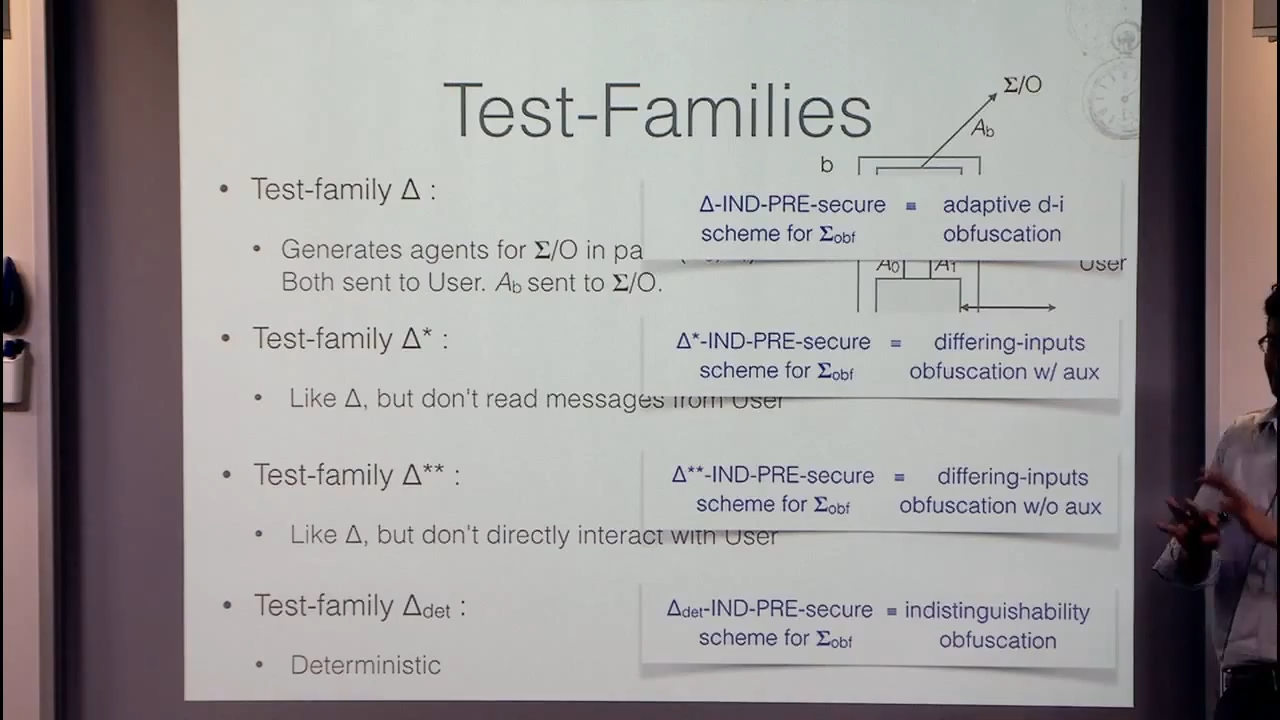 Test-Families
Σ/O
Ab
b
• Test-family Δ :
• Generates agents for Σ/O in
Both sent to User. Ab sent to Σ/O.
Δ-IND-PRE-secure ≡ adaptive d-i
scheme for Σobf obfuscation
A0 A1 User
• Test-family Δ* :
• Like Δ, but don't read messages from User
Δ*-IND-PRE-secure ≡ differing-inputs
scheme for Σobf obfuscation w/ aux
• Test-family Δ** :
• Like Δ, but don't directly interact with User
Δ**-IND-PRE-secure ≡ differing-inputs
scheme for Σobf obfuscation w/o aux
• Test-family Δdet :
• Deterministic
Δdet-IND-PRE-secure ≡ indistinguishability
scheme for Σobf obfuscation